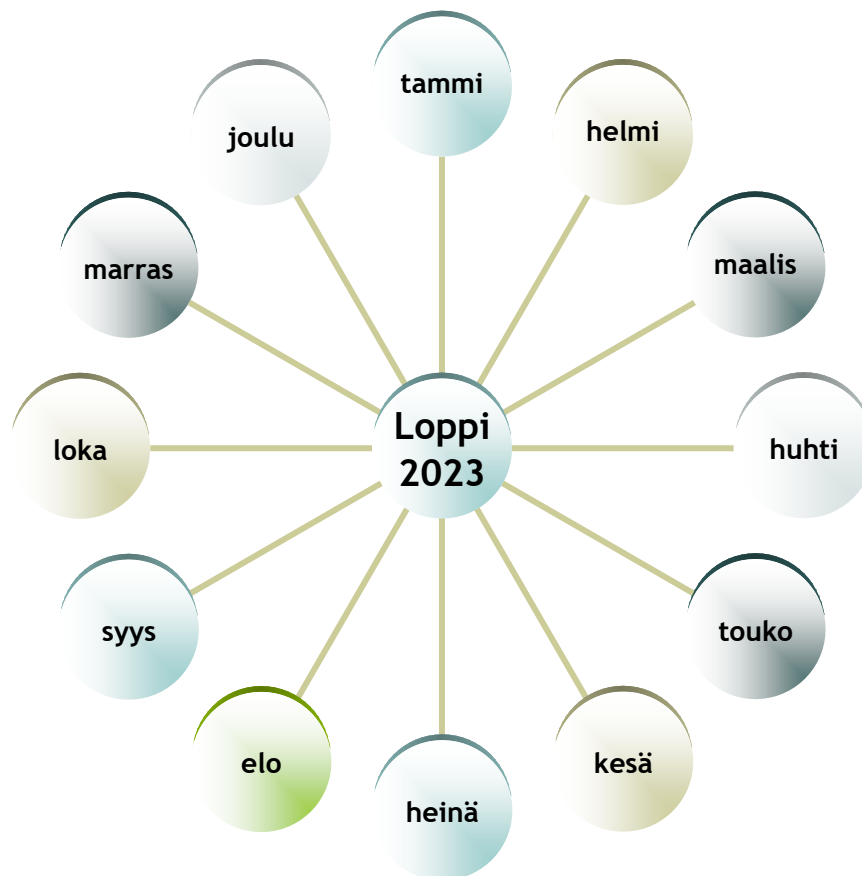 tammi
helmi
maalis
huhti
touko
kesä
heinä
elo
syys
loka
marras
joulu
Loppi
2023